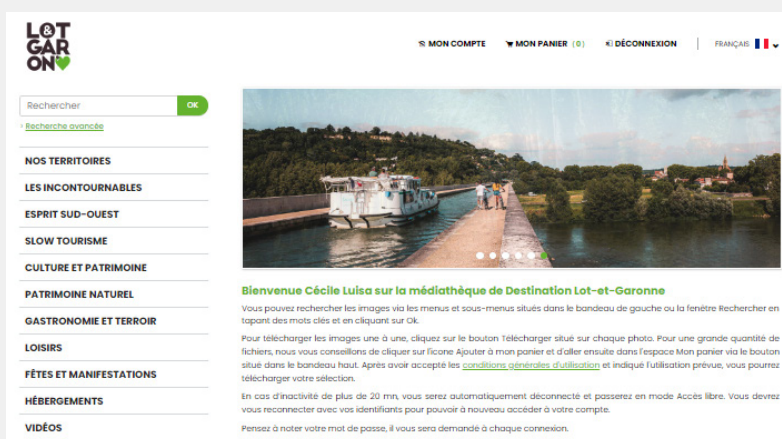 LOT
&
GAR
ON
MON COMPTE
MON PANIER (0)
DÉCONNEXION
FRANÇAIS
Rechercher
OK
› Recherche avancée
NOS TERRITOIRES
LES INCONTOURNABLES
ESPRIT SUD-OUEST
SLOW TOURISME
CULTURE ET PATRIMOINE
PATRIMOINE NATUREL
GASTRONOMIE ET TERROIR
LOISIRS
FÊTES ET MANIFESTATIONS
HÉBERGEMENTS
VIDÉOS
Bienvenue Cécile Luisa sur la médiathèque de Destination Lot-et-Garonne
Vous pouvez rechercher les images via les menus et sous-menus situés dans le bandeau de gauche ou la fenêtre Rechercher en
tapant des mots clés et en cliquant sur Ok.
Pour télécharger les images une à une, cliquez sur le bouton Télécharger situé sur chaque photo. Pour une grande quantité de
fichiers, nous vous conseillons de cliquer sur l'icone Ajouter à mon panier et d'aller ensuite dans l'espace Mon panier via le bouton
situé dans le bandeau haut. Après avoir accepté les conditions générales d'utilisation et indiqué l'utilisation prévue, vous pourrez
télécharger votre sélection.
En cas d'inactivité de plus de 20 mn, vous serez automatiquement déconnecté et passerez en mode Accès libre. Vous devrez
vous reconnecter avec vos identifiants pour pouvoir à nouveau accéder à votre compte.
Pensez à noter votre mot de passe, il vous sera demandé à chaque connexion.